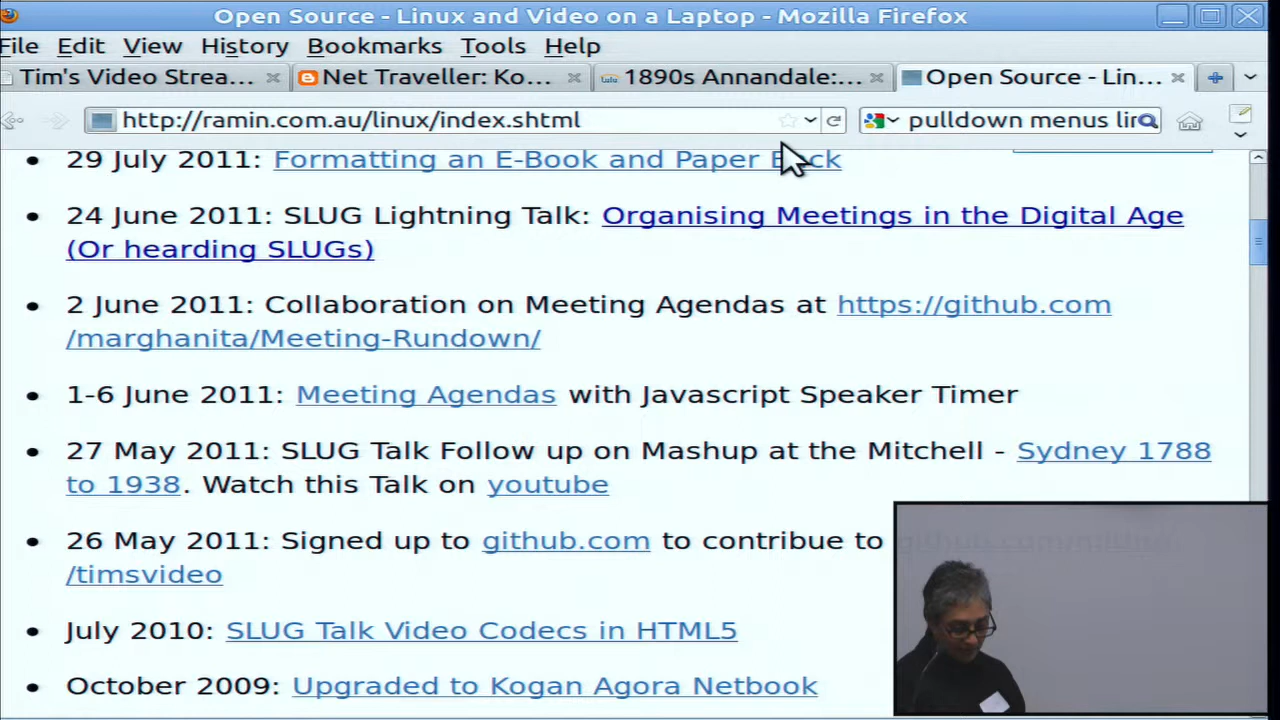 Open Source - Linux and Video on a Laptop - Mozilla Firefox
File Edit View History Bookmarks Tools Help
Tim's Video Strea... Net Traveller: Ko... 1890s Annandale:... Open Source - Lin...
http://ramin.com.au/linux/index.shtml pulldown menus lin
29 July 2011: Formatting an E-Book and Paper Back
24 June 2011: SLUG Lightning Talk: Organising Meetings in the Digital Age
(Or hearding SLUGs)
2 June 2011: Collaboration on Meeting Agendas at https://github.com
/marghanita/Meeting-Rundown/
1-6 June 2011: Meeting Agendas with Javascript Speaker Timer
27 May 2011: SLUG Talk Follow up on Mashup at the Mitchell - Sydney 1788
to 1938. Watch this Talk on youtube
26 May 2011: Signed up to github.com to contribue to
/timsvideo
July 2010: SLUG Talk Video Codecs in HTML5
October 2009: Upgraded to Kogan Agora Netbook